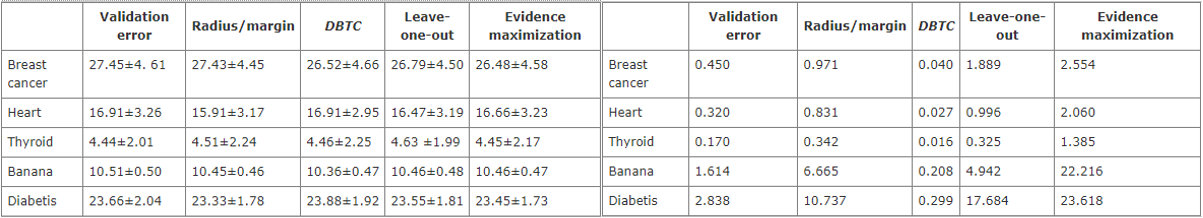 Validation error Radius/margin DBTC Leave-one-out Evidence maximization
Breast cancer 27.45±4. 61 27.43±4.45 26.52±4.66 26.79±4.50 26.48±4.58
Heart 16.91±3.26 15.91±3.17 16.91±2.95 16.47±3.19 16.66±3.23
Thyroid 4.44±2.01 4.51±2.24 4.46±2.25 4.63 ±1.99 4.45±2.17
Banana 10.51±0.50 10.45±0.46 10.36±0.47 10.46±0.48 10.46±0.47
Diabetis 23.66±2.04 23.33±1.78 23.88±1.92 23.55±1.81 23.45±1.73
Validation error Radius/margin DBTC Leave-one-out Evidence maximization
Breast cancer 0.450 0.971 0.040 1.889 2.554
Heart 0.320 0.831 0.027 0.996 2.060
Thyroid 0.170 0.342 0.016 0.325 1.385
Banana 1.614 6.665 0.208 4.942 22.216
Diabetis 2.838 10.737 0.299 17.684 23.618